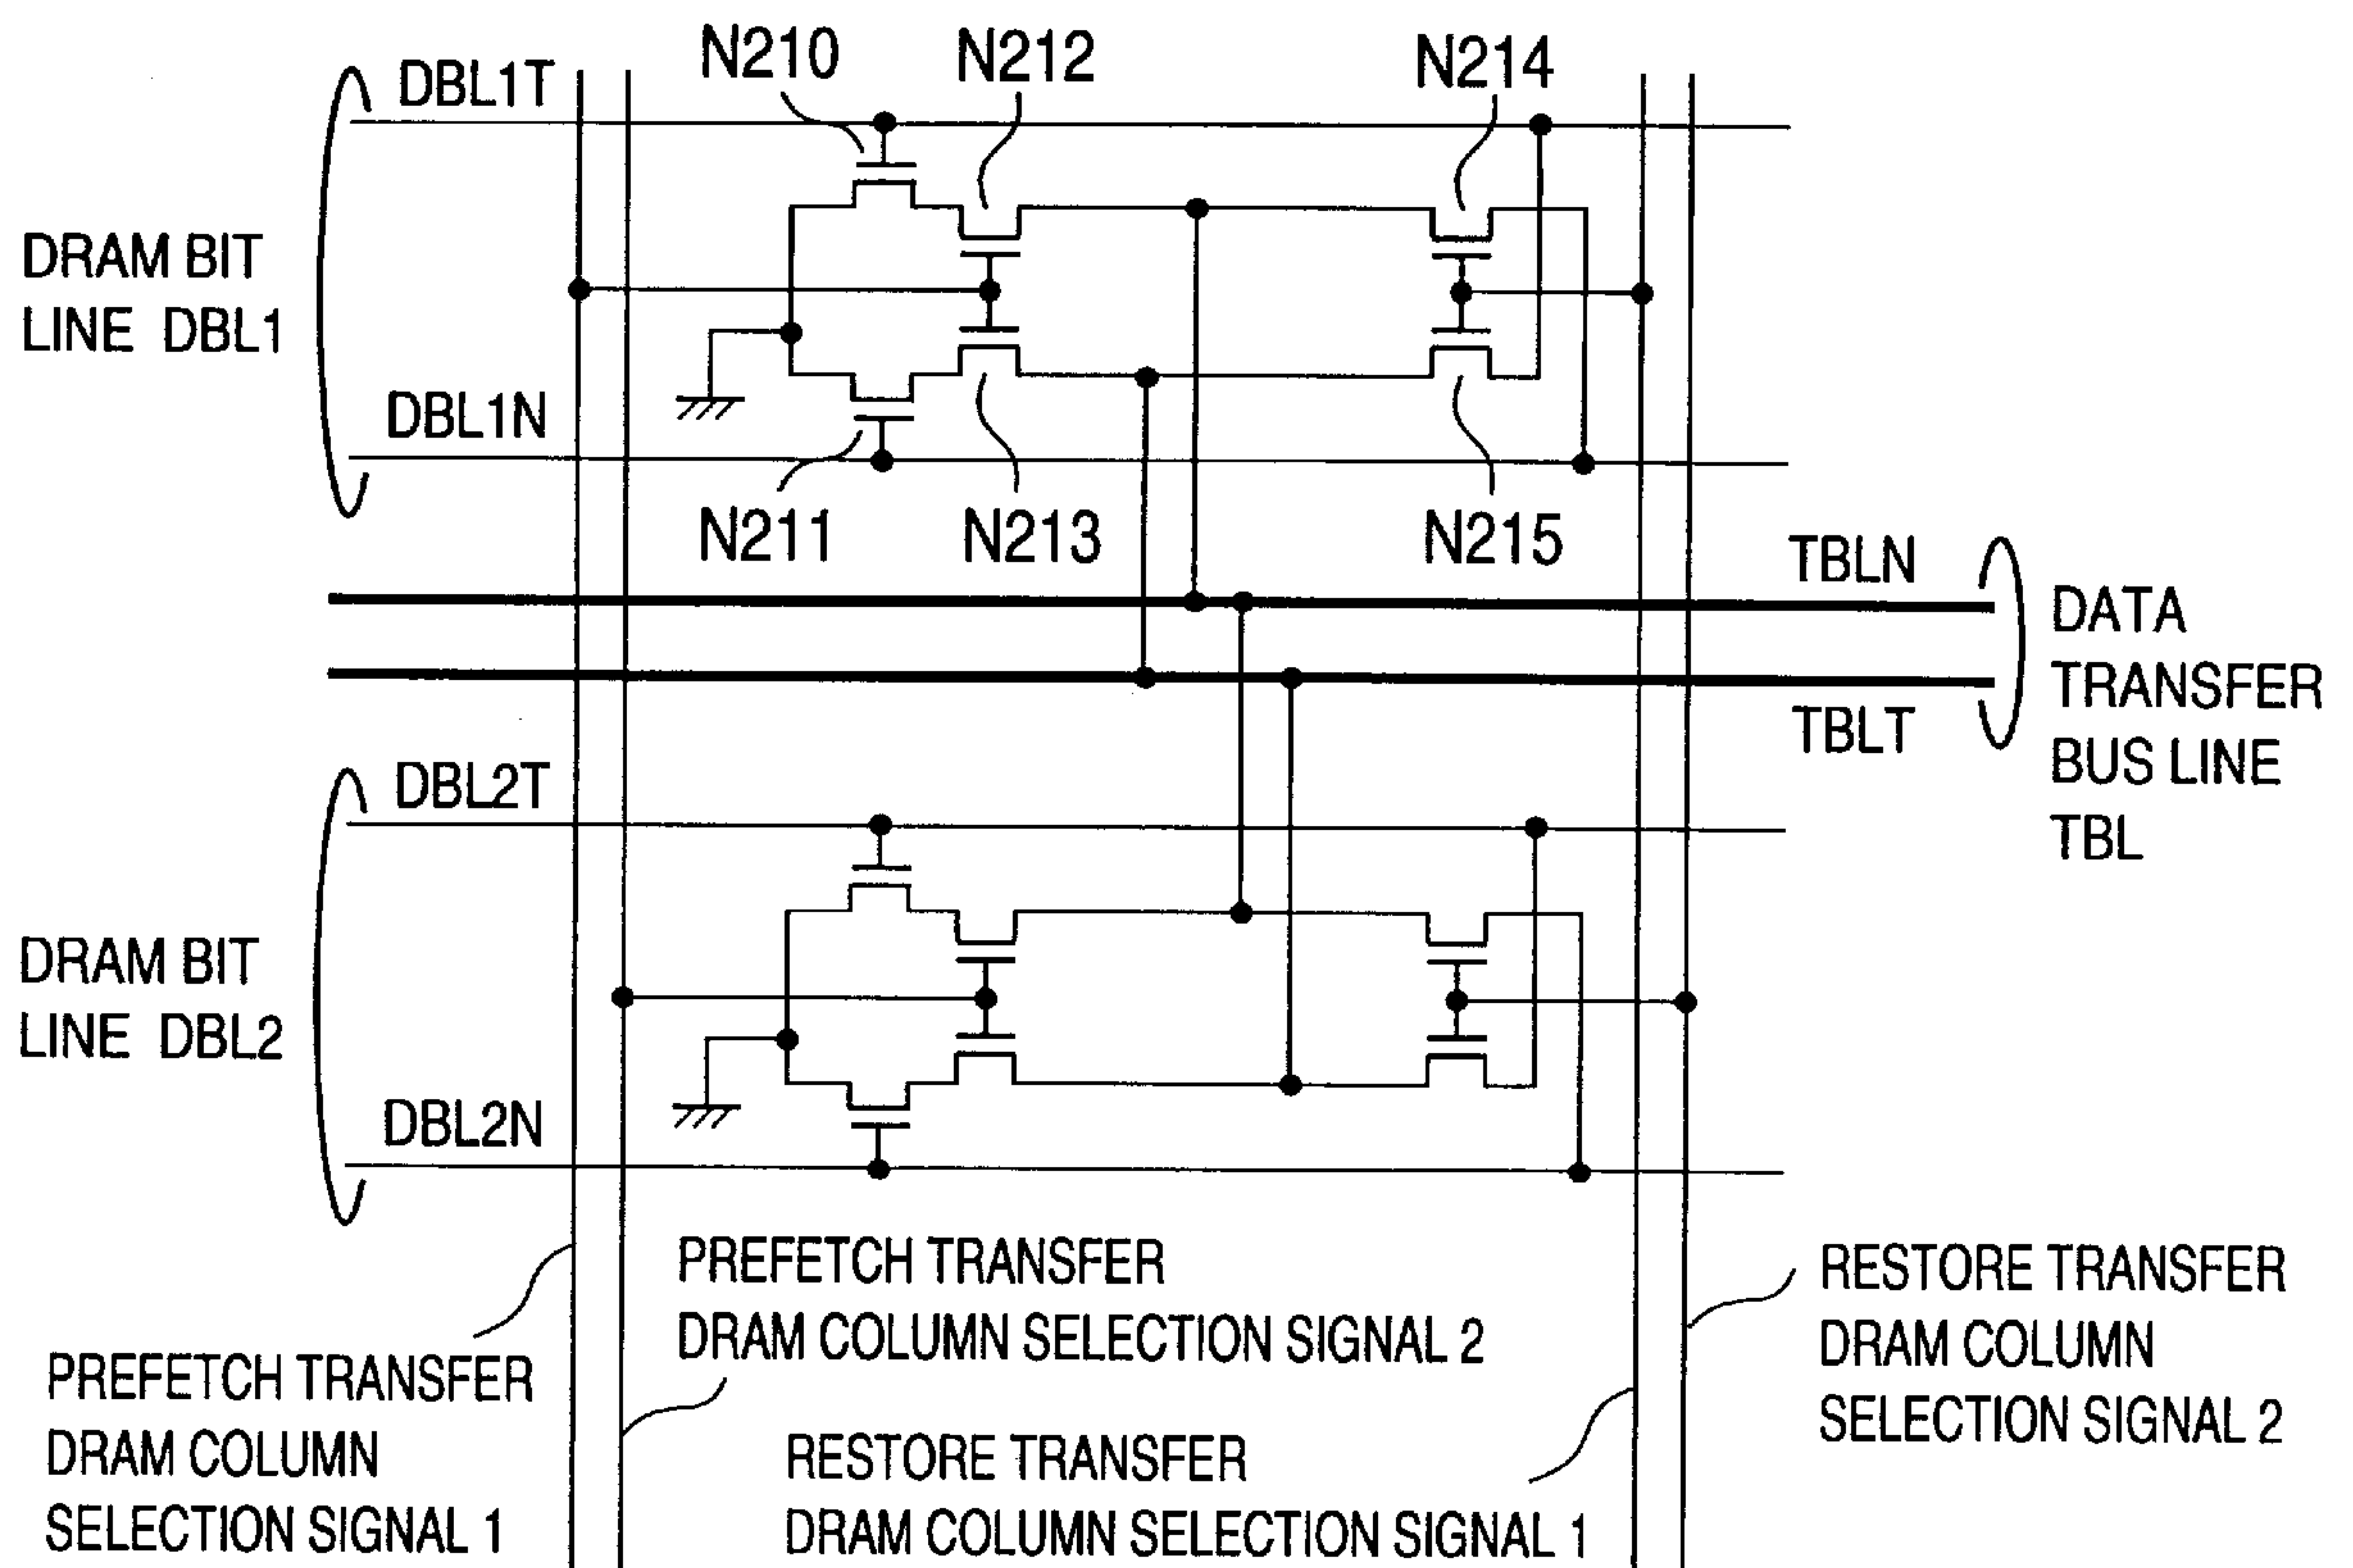 N210
N212
N214
DBL1T
DRAM BIT
LINE DBL1
DBL1N
N211
N213
N215
TBLN
DATA
TRANSFER
BUS LINE
TBL
TBLT
DBL2T
DRAM BIT
LINE DBL2
DBL2N
PREFETCH TRANSFER
DRAM COLUMN SELECTION SIGNAL 2
RESTORE TRANSFER
DRAM COLUMN
SELECTION SIGNAL 2
PREFETCH TRANSFER
DRAM COLUMN
SELECTION SIGNAL 1
RESTORE TRANSFER
DRAM COLUMN SELECTION SIGNAL 1